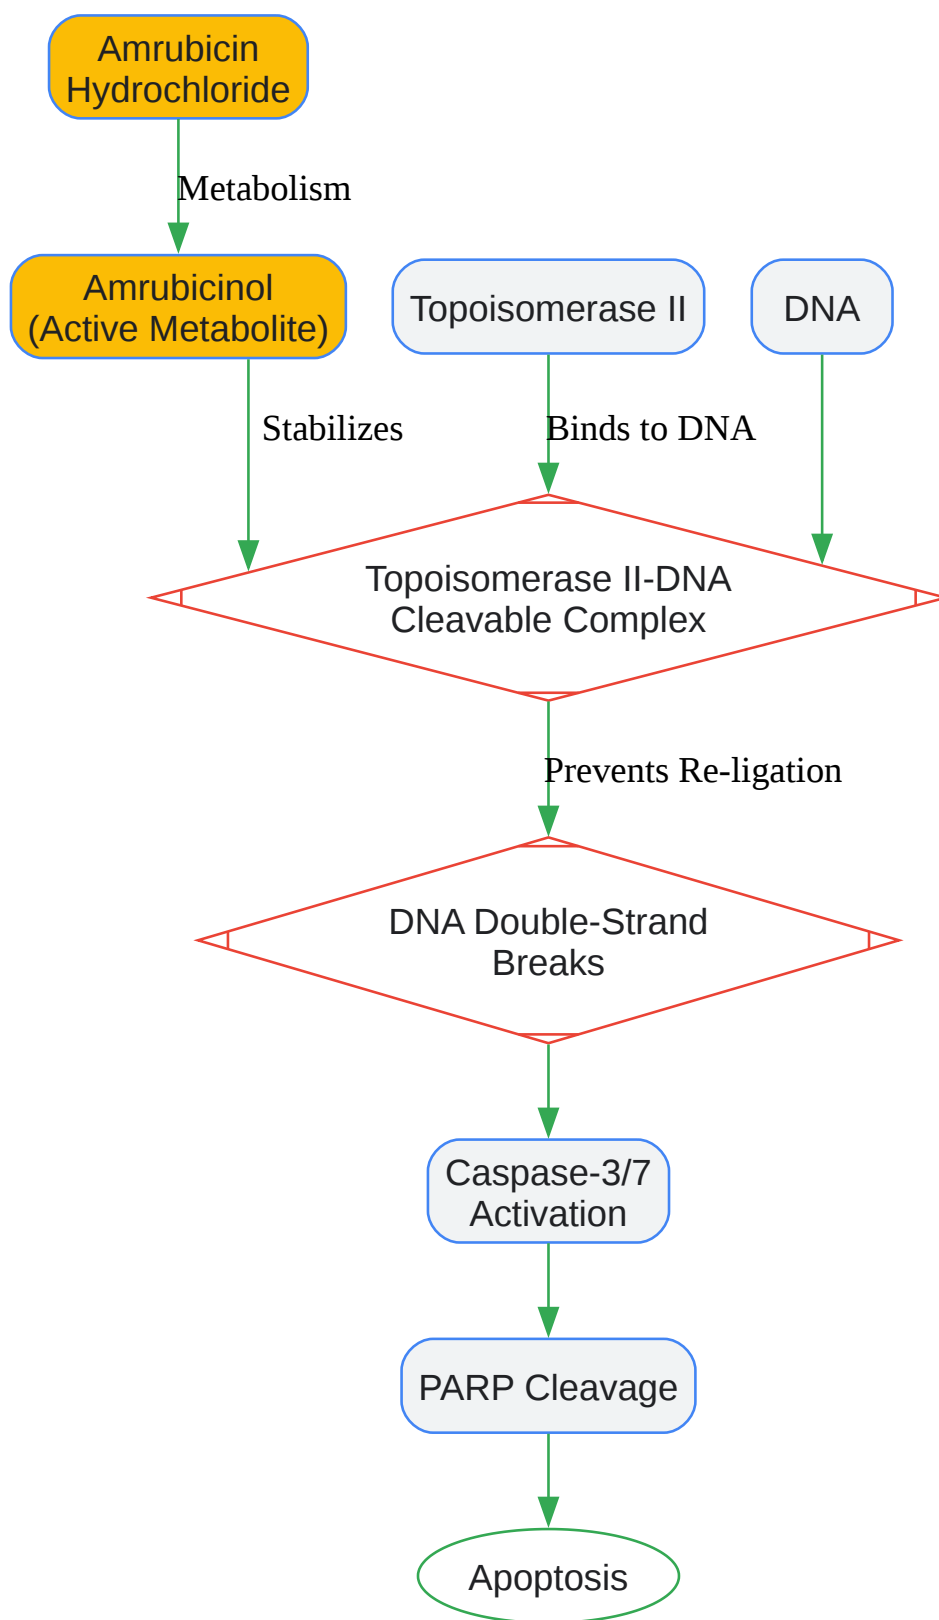 Amrubicin
Hydrochloride
Metabolism
Amrubicinol
(Active Metabolite)
Topoisomerase II
DNA
Stabilizes
Binds to DNA
Topoisomerase II-DNA
Cleavable Complex
Prevents Re-ligation
DNA Double-Strand
Breaks
Caspase-3/7
Activation
PARP Cleavage
Apoptosis